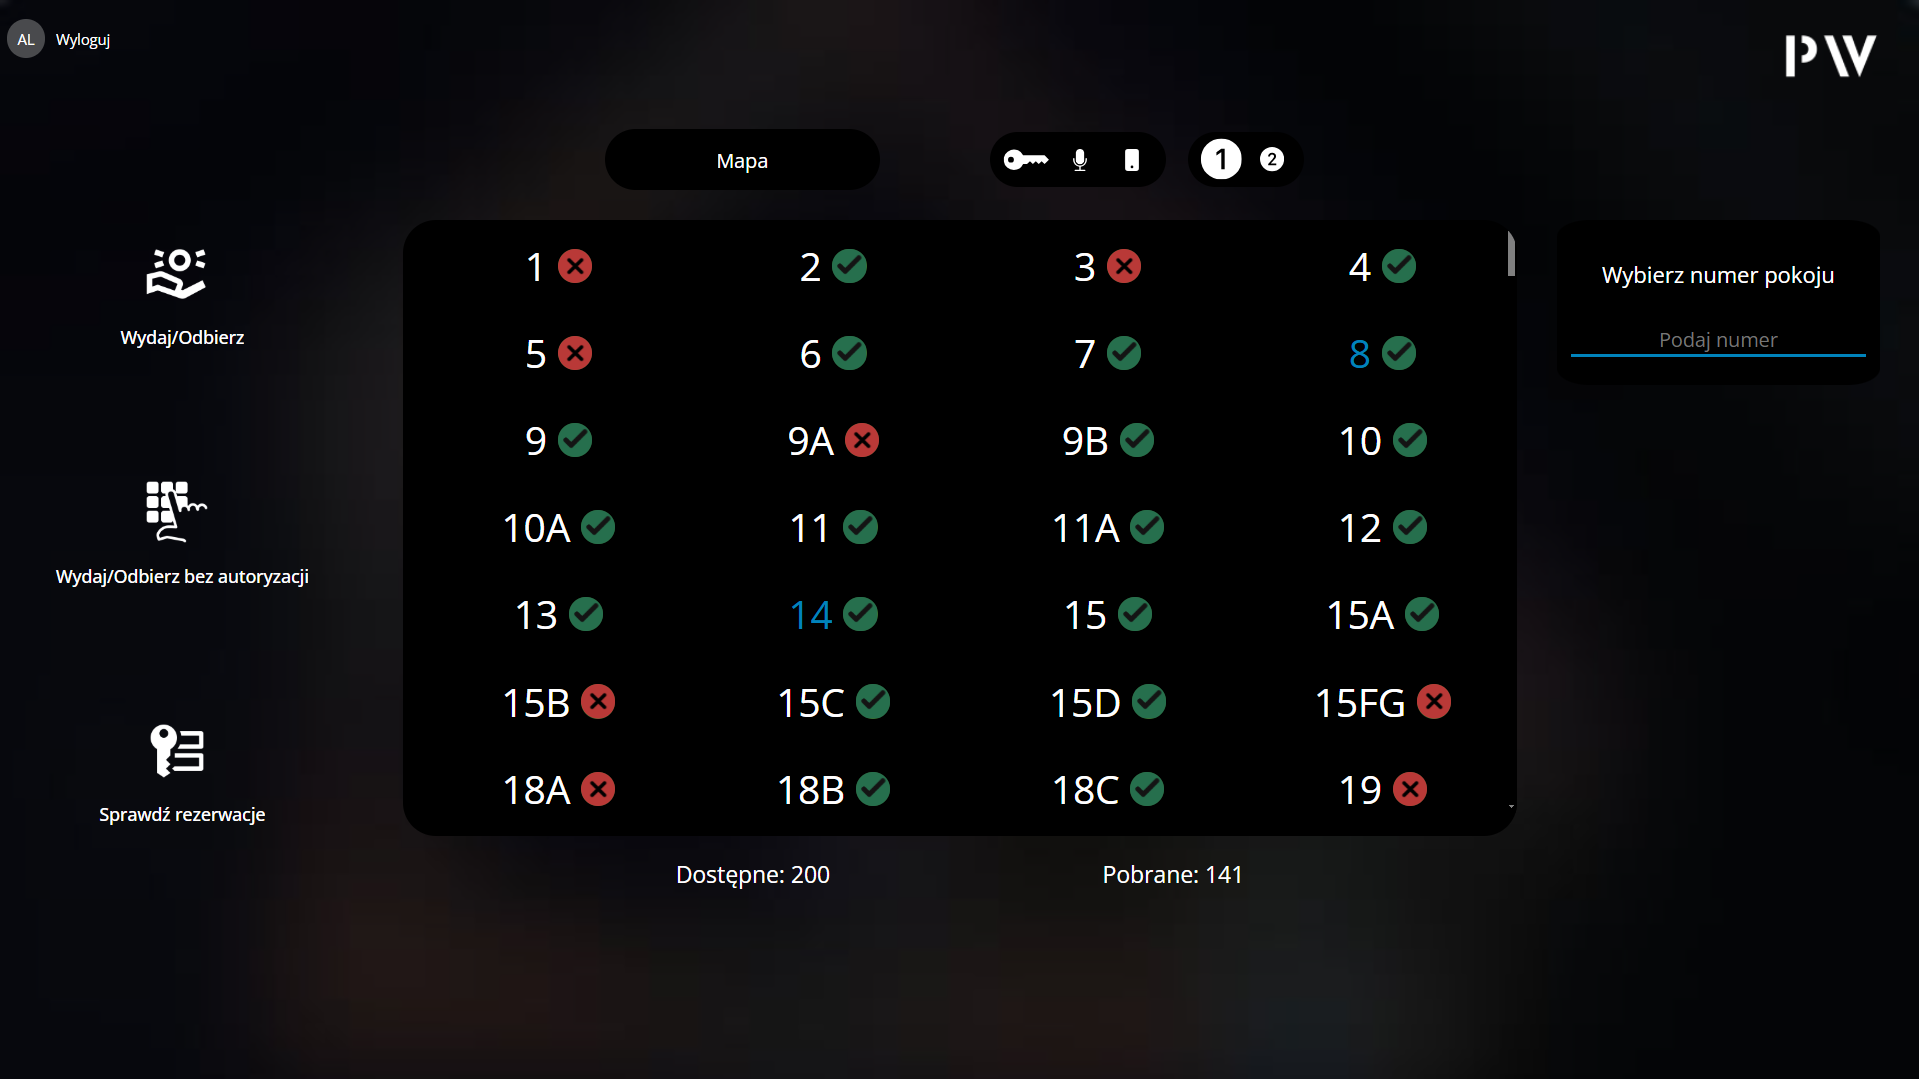 AL Wyloguj
PW
Mapa
1 2
Wydaj/Odbierz
Wydaj/Odbierz bez autoryzacji
Sprawdź rezerwacje
1 2 3 4
5 6 7 8
9 9A 9B 10
10A 11 11A 12
13 14 15 15A
15B 15C 15D 15FG
18A 18B 18C 19
Dostępne: 200 Pobrane: 141
Wybierz numer pokoju
Podaj numer